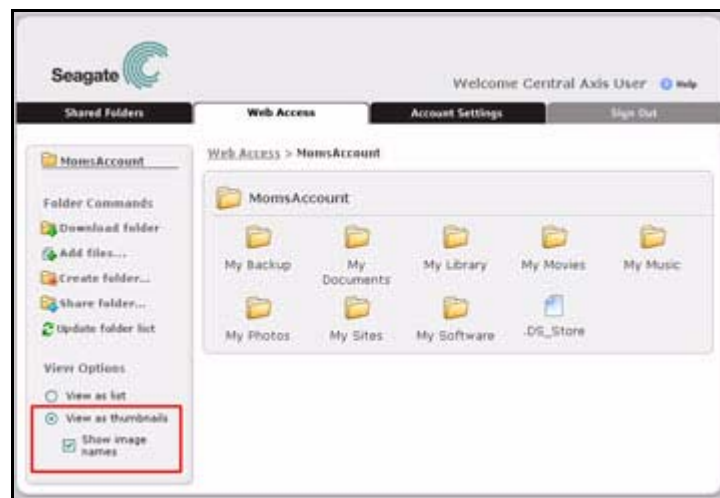 Seagate
Welcome Central Axis User Help
Shared Folders Web Access Account Settings Sign Out
MomsAccount
Web Access > MomsAccount
MomsAccount
Folder Commands
Download folder
Add files...
Create folder...
Share folder...
Update folder list
My Backup My Documents My Library My Movies My Music
My Photos My Sites My Software .DS_Store
View Options
View as list
View as thumbnails
Show image
names